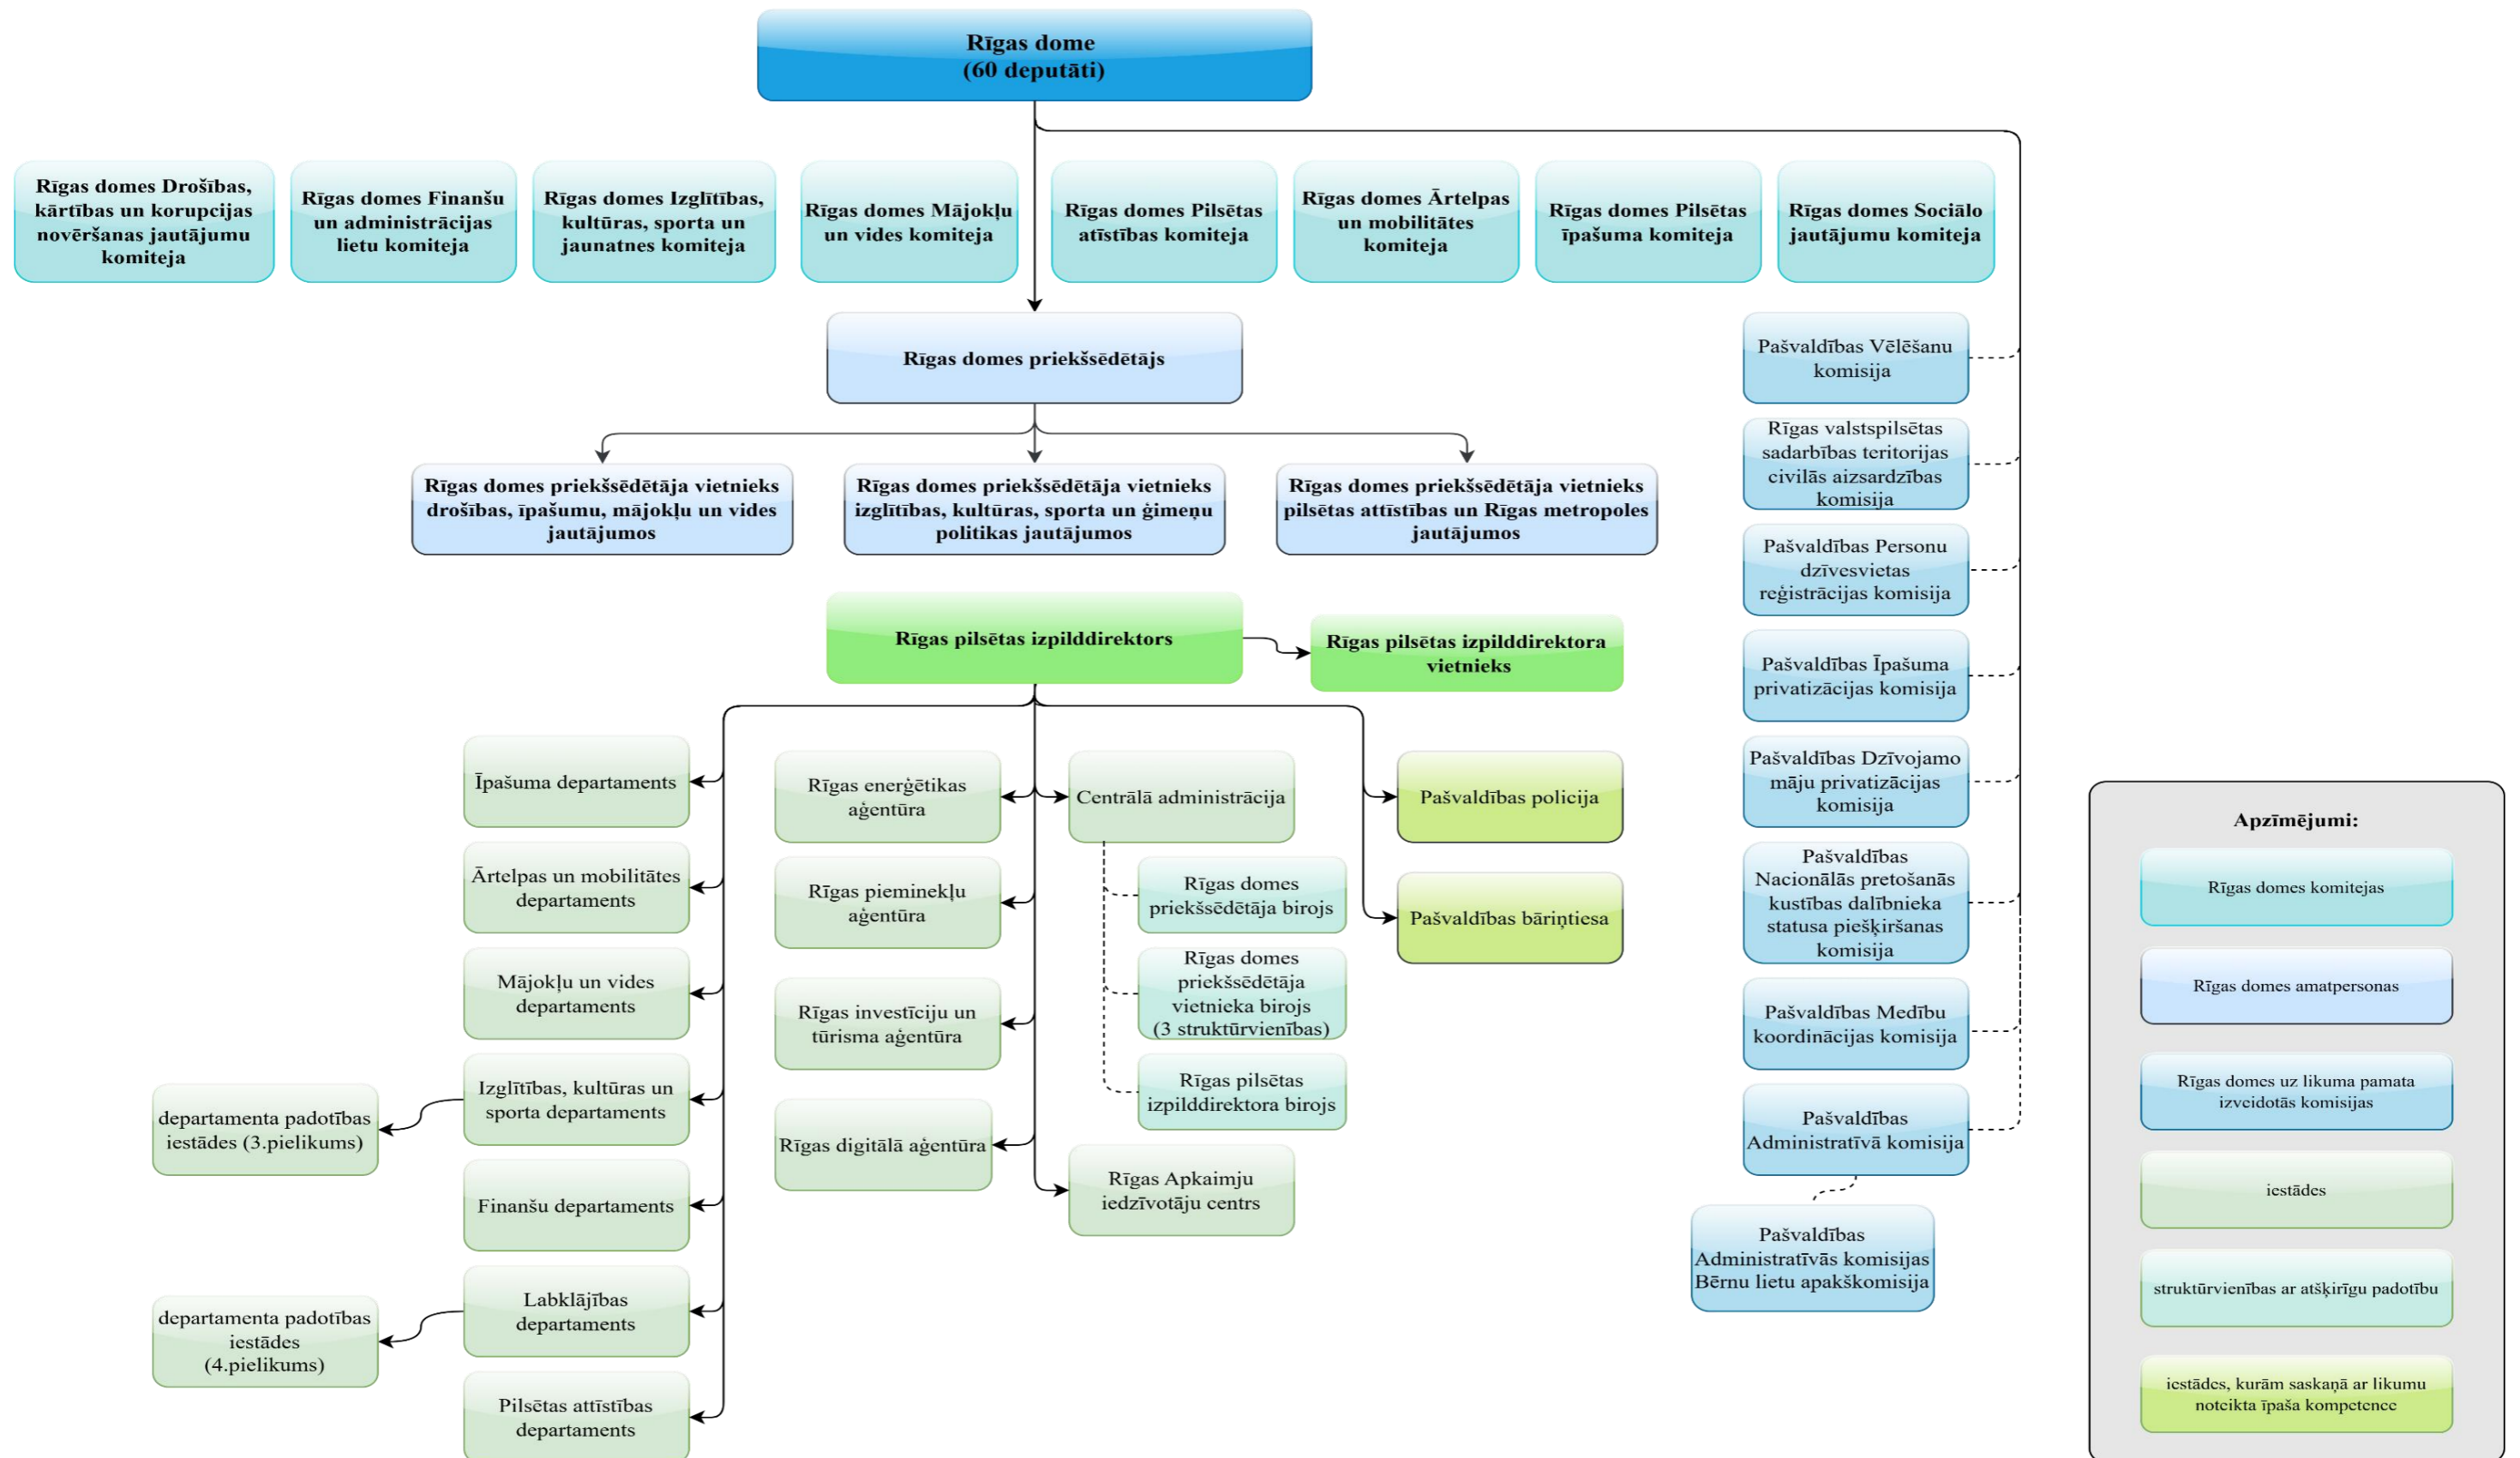 Rīgas dome
(60 deputāti)
Rīgas domes Drošības,
kārtības un korupcijas
novēršanas jautājumu
komiteja
Rīgas domes Finanšu
un administrācijas
lietu komiteja
Rīgas domes Izglītības,
kultūras, sporta un
jaunatnes komiteja
Rīgas domes Mājokļu
un vides komiteja
Rīgas domes Pilsētas
atīstības komiteja
Rīgas domes Ārtelpas
un mobilitātes
komiteja
Rīgas domes Pilsētas
īpašuma komiteja
Rīgas domes Sociālo
jautājumu komiteja
Rīgas domes priekšsēdētājs
Rīgas domes priekšsēdētāja vietnieks
drošības, īpašumu, mājokļu un vides
jautājumos
Rīgas domes priekšsēdētāja vietnieks
izglītības, kultūras, sporta un ģimeņu
politikas jautājumos
Rīgas domes priekšsēdētāja vietnieks
pilsētas attīstības un Rīgas metropoles
jautājumos
Rīgas pilsētas izpilddirektors
Rīgas pilsētas izpilddirektora
vietnieks
Īpašuma departaments
Ārtelpas un mobilitātes
departaments
Mājokļu un vides
departaments
Izglītības, kultūras un
sporta departaments
departamenta padotības
iestādes (3.pielikums)
Finanšu departaments
Labklājības
departaments
departamenta padotības
iestādes
(4.pielikums)
Pilsētas attīstības
departaments
Rīgas enerģētikas
aģentūra
Rīgas pieminekļu
aģentūra
Rīgas investīciju un
tūrisma aģentūra
Rīgas digitālā aģentūra
Centrālā administrācija
Rīgas domes
priekšsēdētāja birojs
Rīgas domes
priekšsēdētāja
vietnieka birojs
(3 struktūrvienības)
Rīgas pilsētas
izpilddirektora birojs
Rīgas Apkaimju
iedzīvotāju centrs
Pašvaldības policija
Pašvaldības bāriņtiesa
Pašvaldības Vēlēšanu
komisija
Rīgas valstspilsētas
sadarbības teritorijas
civilās aizsardzības
komisija
Pašvaldības Personu
dzīvesvietas
reģistrācijas komisija
Pašvaldības Īpašuma
privatizācijas komisija
Pašvaldības Dzīvojamo
māju privatizācijas
komisija
Pašvaldības
Nacionālās pretošanās
kustības dalībnieka
statusa piešķiršanas
komisija
Pašvaldības Medību
koordinācijas komisija
Pašvaldības
Administratīvā komisija
Pašvaldības
Administratīvās komisijas
Bērnu lietu apakškomisija
Apzīmējumi:
Rīgas domes komitejas
Rīgas domes amatpersonas
Rīgas domes uz likuma pamata
izveidotās komisijas
iestādes
struktūrvienības ar atšķirīgu padotību
iestādes, kurām saskaņā ar likumu
noteikta īpaša kompetence